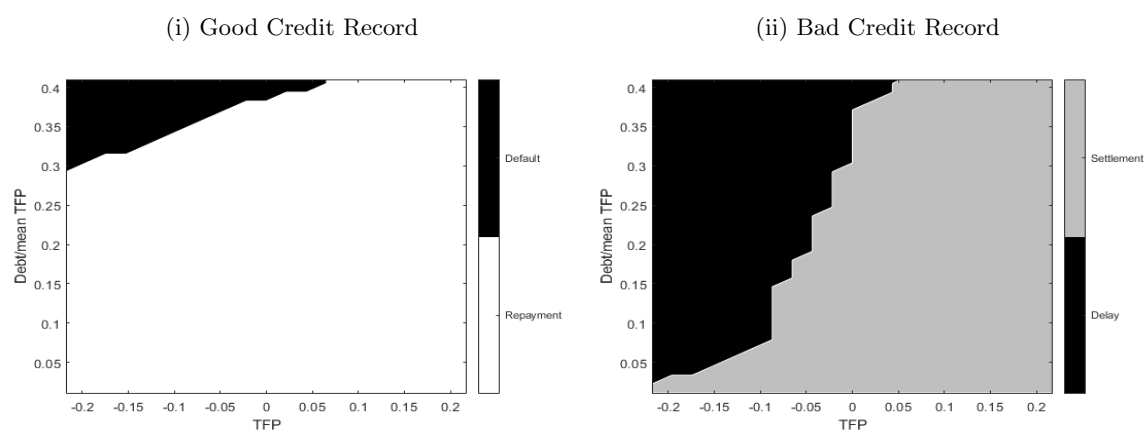 (i) Good Credit Record
0.4
0.35
0.3
0.25
0.2
0.15
0.1
0.05
Debt/mean TFP
-0.2 -0.15 -0.1 -0.05 0 0.05 0.1 0.15 0.2
TFP
Default
Repayment
(ii) Bad Credit Record
0.4
0.35
0.3
0.25
0.2
0.15
0.1
0.05
Debt/mean TFP
-0.2 -0.15 -0.1 -0.05 0 0.05 0.1 0.15 0.2
TFP
Settlement
Delay